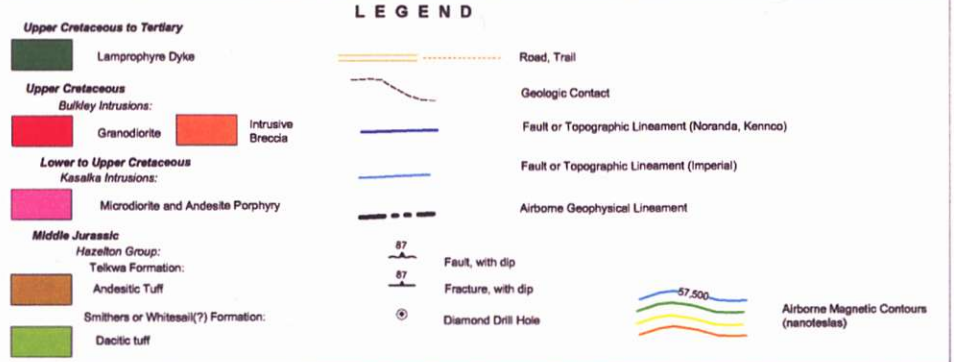 LEGEND
Upper Cretaceous to Tertiary
Lamprophyre Dyke
Upper Cretaceous
Bulkley Intrusions:
Granodiorite
Intrusive
Breccia
Lower to Upper Cretaceous
Kasalka Intrusions:
Microdiorite and Andesite Porphyry
Middle Jurassic
Hazelton Group:
Telkwa Formation:
Andesitic Tuff
Smithers or Whitesail(?) Formation:
Dacitic tuff
Road, Trail
Geologic Contact
Fault or Topographic Lineament (Noranda, Kennco)
Fault or Topographic Lineament (Imperial)
Airborne Geophysical Lineament
87
Fault, with dip
87
Fracture, with dip
Diamond Drill Hole
57,500
Airborne Magnetic Contours
(nanoteslas)